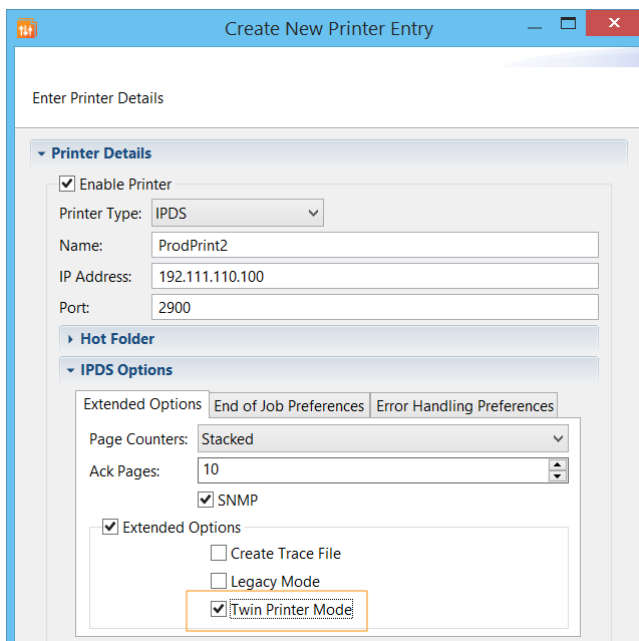 Create New Printer Entry
Enter Printer Details
Printer Details
Enable Printer
Printer Type: IPDS
Name: ProdPrint2
IP Address: 192.111.110.100
Port: 2900
Hot Folder
IPDS Options
Extended Options End of Job Preferences Error Handling Preferences
Page Counters: Stacked
Ack Pages: 10
SNMP
Extended Options
Create Trace File
Legacy Mode
Twin Printer Mode